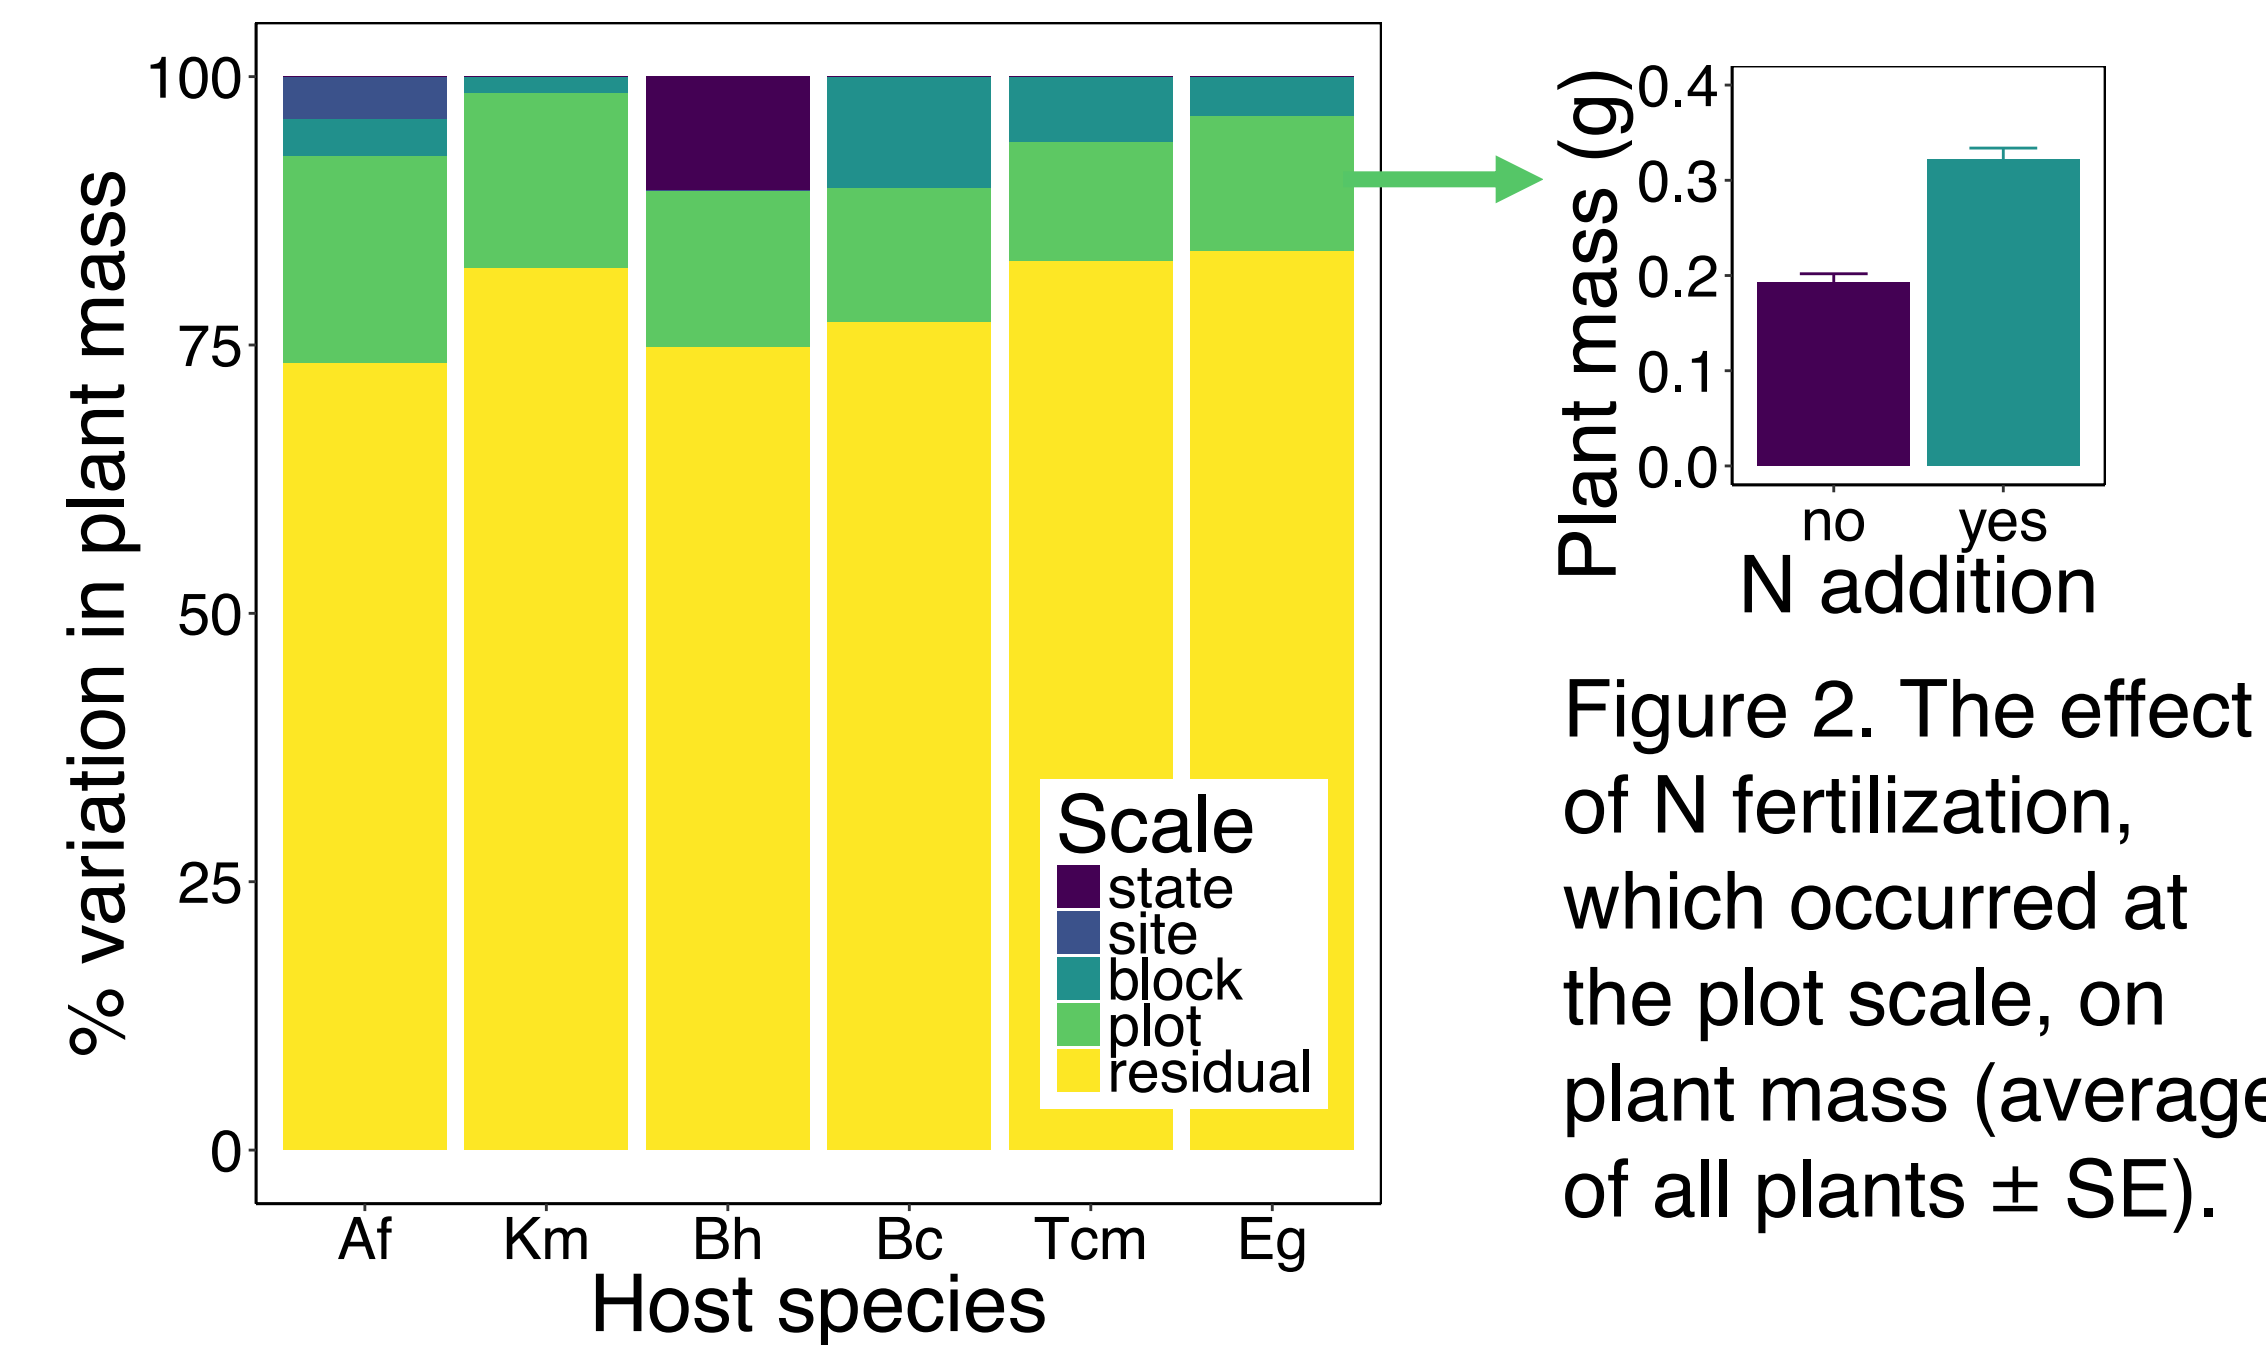 % variation in plant mass
100
75
50
25
0
Af Km Bh Bc Tcm Eg
Host species
Scale
state
site
block
plot
residual
Plant mass (g)
0.4
0.3
0.2
0.1
0.0
no yes
N addition
Figure 2. The effect
of N fertilization,
which occurred at
the plot scale, on
plant mass (average
of all plants ± SE).